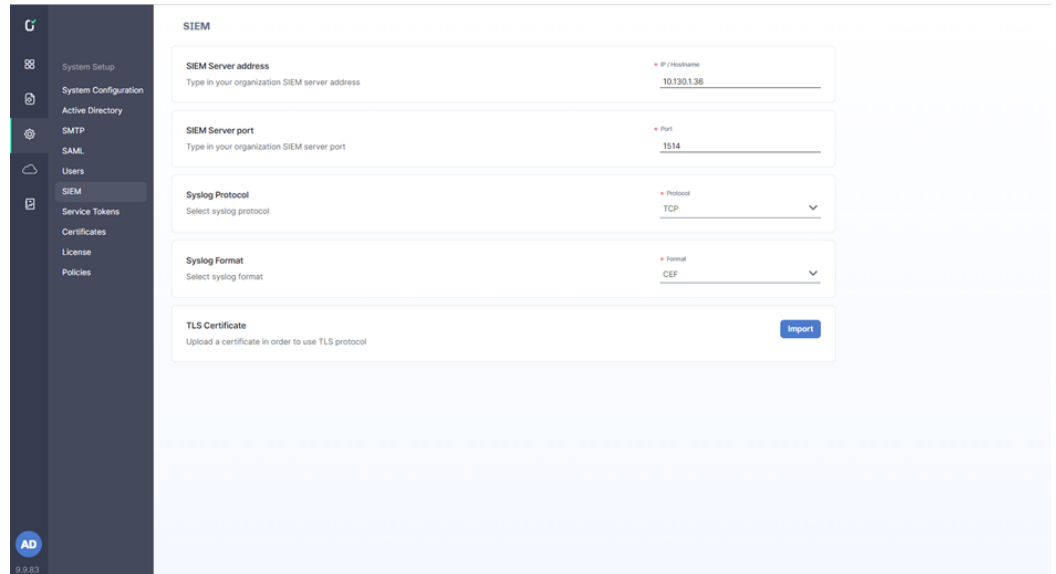 SIEM
System Setup
System Configuration
Active Directory
SMTP
SAML
Users
SIEM
Service Tokens
Certificates
License
Policies
SIEM Server address
Type in your organization SIEM server address
* IP / Hostname
10.130.1.36
SIEM Server port
Type in your organization SIEM server port
* Port
1514
Syslog Protocol
Select syslog protocol
* Protocol
TCP
Syslog Format
Select syslog format
* Format
CEF
TLS Certificate
Upload a certificate in order to use TLS protocol
Import
AD
9.9.83